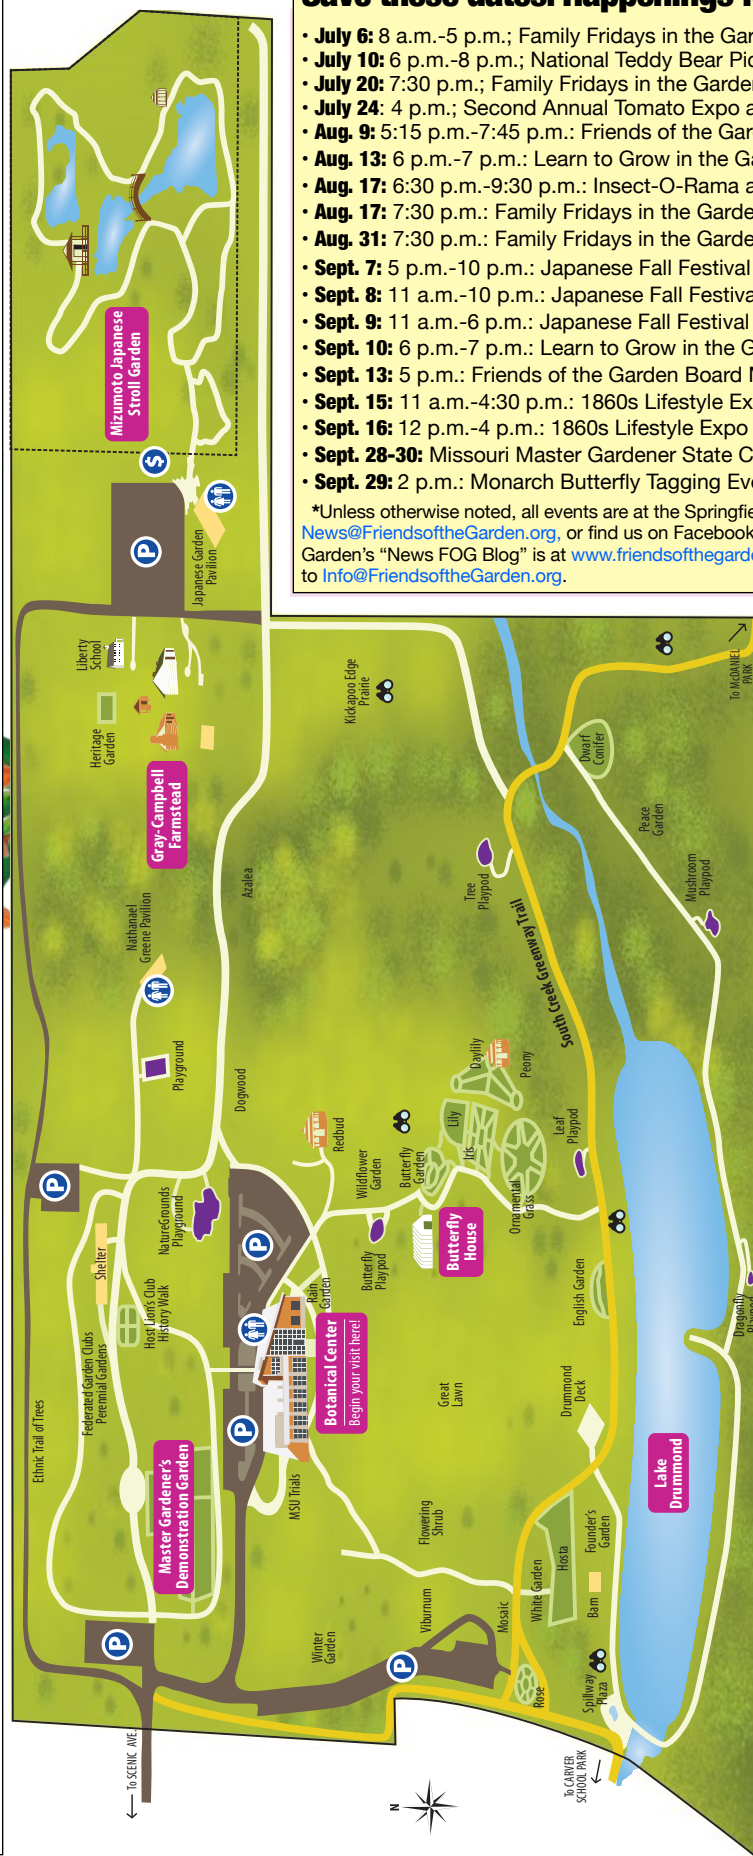 Save these dates! Happenings
• July 6: 8 a.m.-5 p.m.; Family Fridays in the Gar
• July 10: 6 p.m.-8 p.m.; National Teddy Bear Pic
• July 20: 7:30 p.m.; Family Fridays in the Garde
• July 24: 4 p.m.; Second Annual Tomato Expo a
• Aug. 9: 5:15 p.m.-7:45 p.m.: Friends of the Gar
• Aug. 13: 6 p.m.-7 p.m.: Learn to Grow in the Ga
• Aug. 17: 6:30 p.m.-9:30 p.m.: Insect-O-Rama a
• Aug. 17: 7:30 p.m.: Family Fridays in the Garde
• Aug. 31: 7:30 p.m.: Family Fridays in the Garde
• Sept. 7: 5 p.m.-10 p.m.: Japanese Fall Festival
• Sept. 8: 11 a.m.-10 p.m.: Japanese Fall Festiva
• Sept. 9: 11 a.m.-6 p.m.: Japanese Fall Festival
• Sept. 10: 6 p.m.-7 p.m.: Learn to Grow in the G
• Sept. 13: 5 p.m.: Friends of the Garden Board M
• Sept. 15: 11 a.m.-4:30 p.m.: 1860s Lifestyle Ex
• Sept. 16: 12 p.m.-4 p.m.: 1860s Lifestyle Expo
• Sept. 28-30: Missouri Master Gardener State C
• Sept. 29: 2 p.m.: Monarch Butterfly Tagging Eve
*Unless otherwise noted, all events are at the Springfie
News@FriendsoftheGarden.org, or find us on Facebook
Garden’s “News FOG Blog” is at www.friendsofthegarde
to Info@FriendsoftheGarden.org.
Mizumoto Japanese
Stroll Garden
$
P
Japanese Garden
Pavilion
Liberty
School
Heritage
Garden
Gray-Campbell
Farmstead
Kickapoo Edge
Prairie
To McDANIEL
PARK
Dwarf
Conifer
Peace
Garden
Mushroom
Playpod
Tree
Playpod
Azalea
Nathanael
Greene Pavilion
South Creek Greenway Trail
Playground
Dogwood
Redbud
Daylily
Peony
Lily
Iris
Leaf
Playpod
Wildflower
Garden
Butterfly
Garden
Ornamental
Grass
P
NatureGrounds
Playground
P
Butterfly
Playpod
Butterfly
House
Shelter
Host Lion's Club
History Walk
Rain
Garden
English Garden
Dragonfly
Playpod
Federated Garden Clubs
Perennial Gardens
Botanical Center
Begin your visit here!
Great
Lawn
Drummond
Deck
Ethnic Trail of Trees
P
Master Gardener's
Demonstration Garden
MSU Trials
Lake
Drummond
Flowering
Shrub
Founder's
Garden
Hosta
White Garden
Barn
P
Winter
Garden
Viburnum
Mosaic
P
Rose
Spillway
Plaza
To SCENIC AVE.
To CARVER
SCHOOL PARK
N